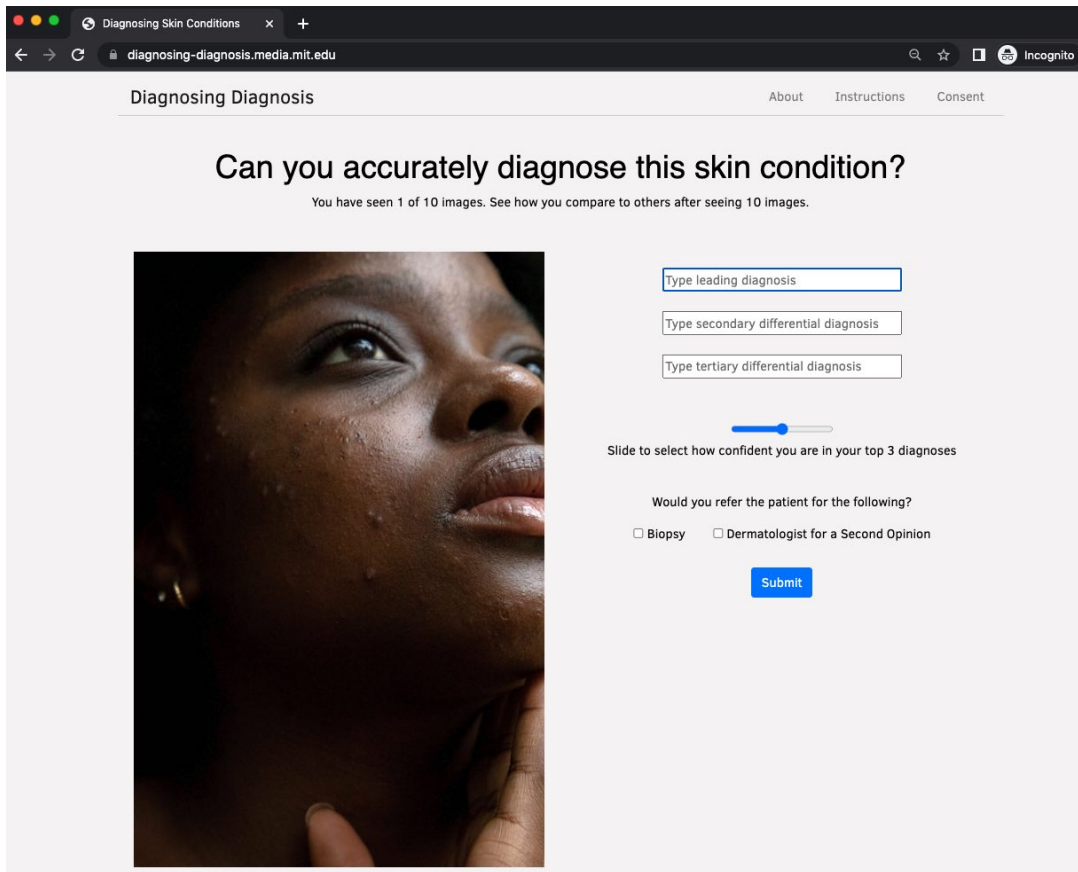 Diagnosing Skin Conditions
diagnosing-diagnosis.media.mit.edu
Incognito
Diagnosing Diagnosis
About Instructions Consent
Can you accurately diagnose this skin condition?
You have seen 1 of 10 images. See how you compare to others after seeing 10 images.
Type leading diagnosis
Type secondary differential diagnosis
Type tertiary differential diagnosis
Slide to select how confident you are in your top 3 diagnoses
Would you refer the patient for the following?
Biopsy Dermatologist for a Second Opinion
Submit